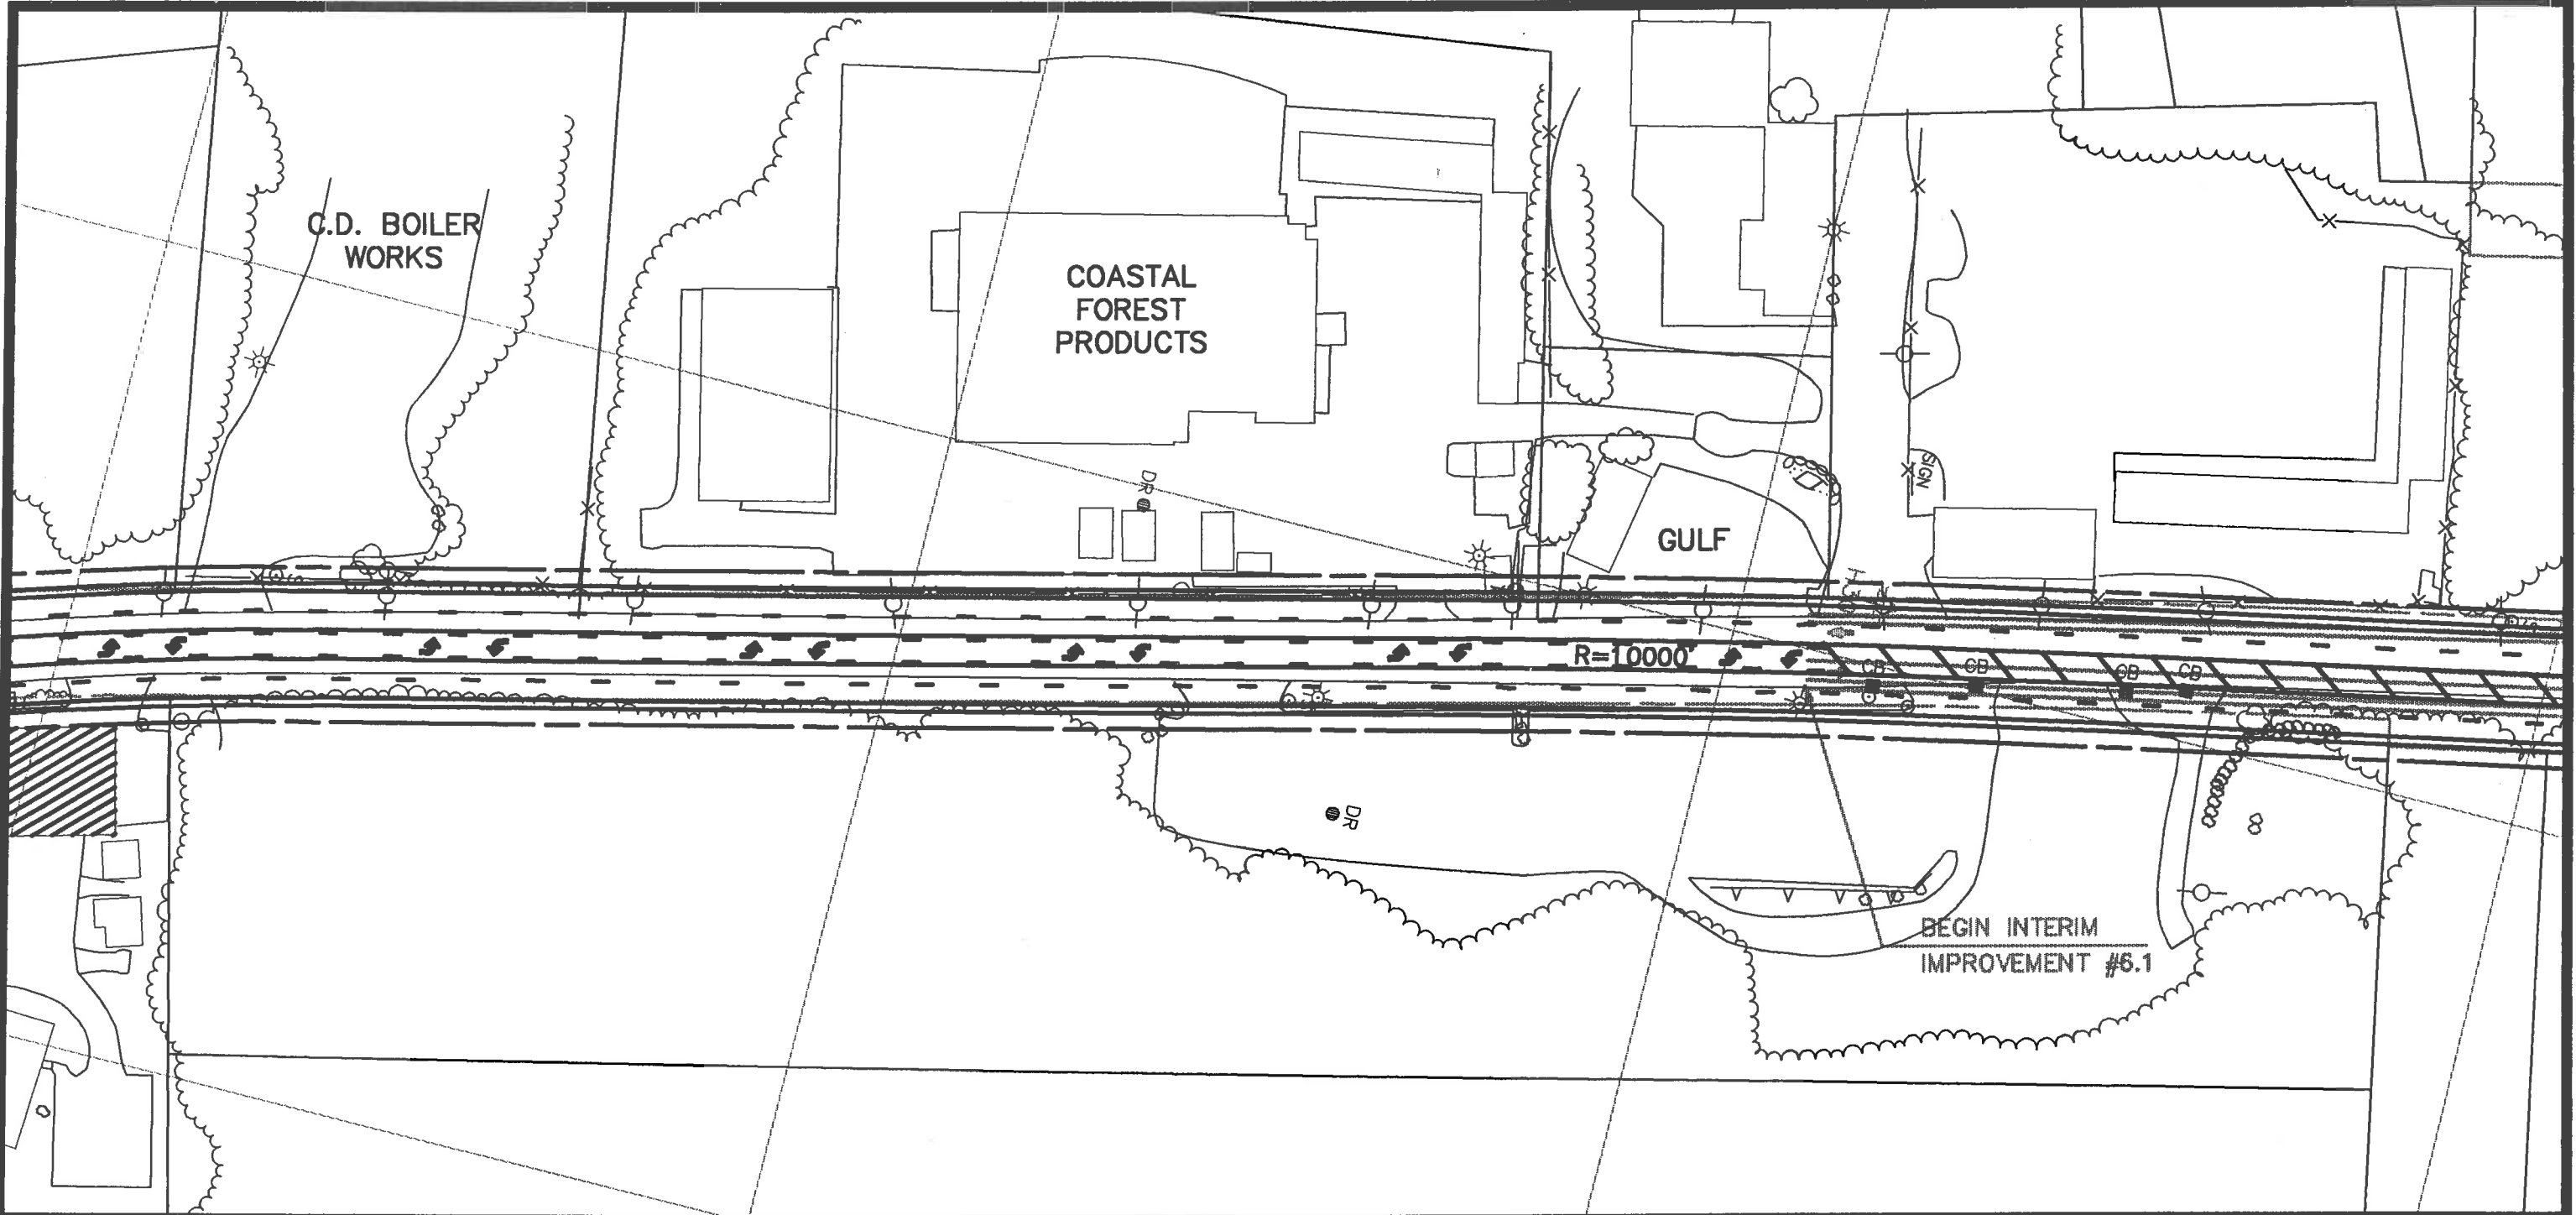 C.D. BOILER
WORKS
COASTAL
FOREST
PRODUCTS
DR
SIGN
GULF
R=10000'
CB
CB
CB
CB
DR
BEGIN INTERIM
IMPROVEMENT #6.1